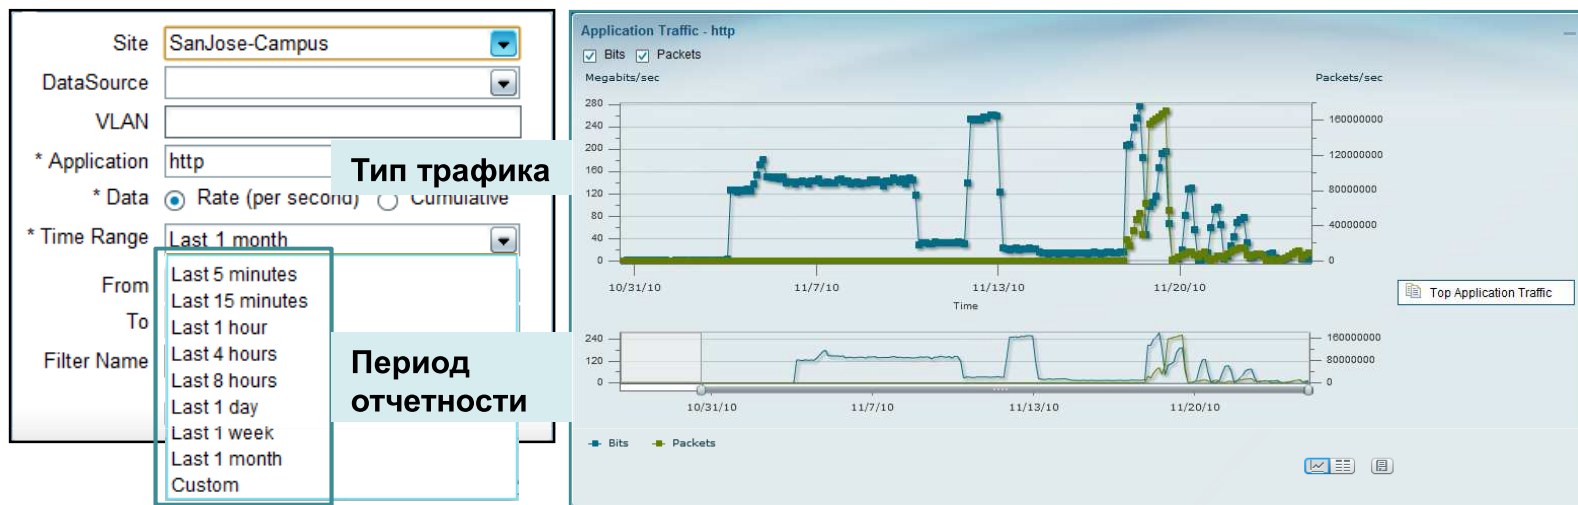 Site SanJose-Campus
DataSource
VLAN
* Application http
Тип трафика
* Data Rate (per second) Cumulative
* Time Range Last 1 month
From
To
Filter Name
Last 5 minutes
Last 15 minutes
Last 1 hour
Last 4 hours
Last 8 hours
Last 1 day
Last 1 week
Last 1 month
Custom
Период
отчетности
Application Traffic - http
Bits Packets
Megabits/sec Packets/sec
280
240
200
160
120
80
40
0
160000000
120000000
80000000
40000000
0
10/31/10 11/7/10 11/13/10 11/20/10
Time
Top Application Traffic
240
120
0
160000000
80000000
0
10/31/10 11/7/10 11/13/10 11/20/10
Bits Packets